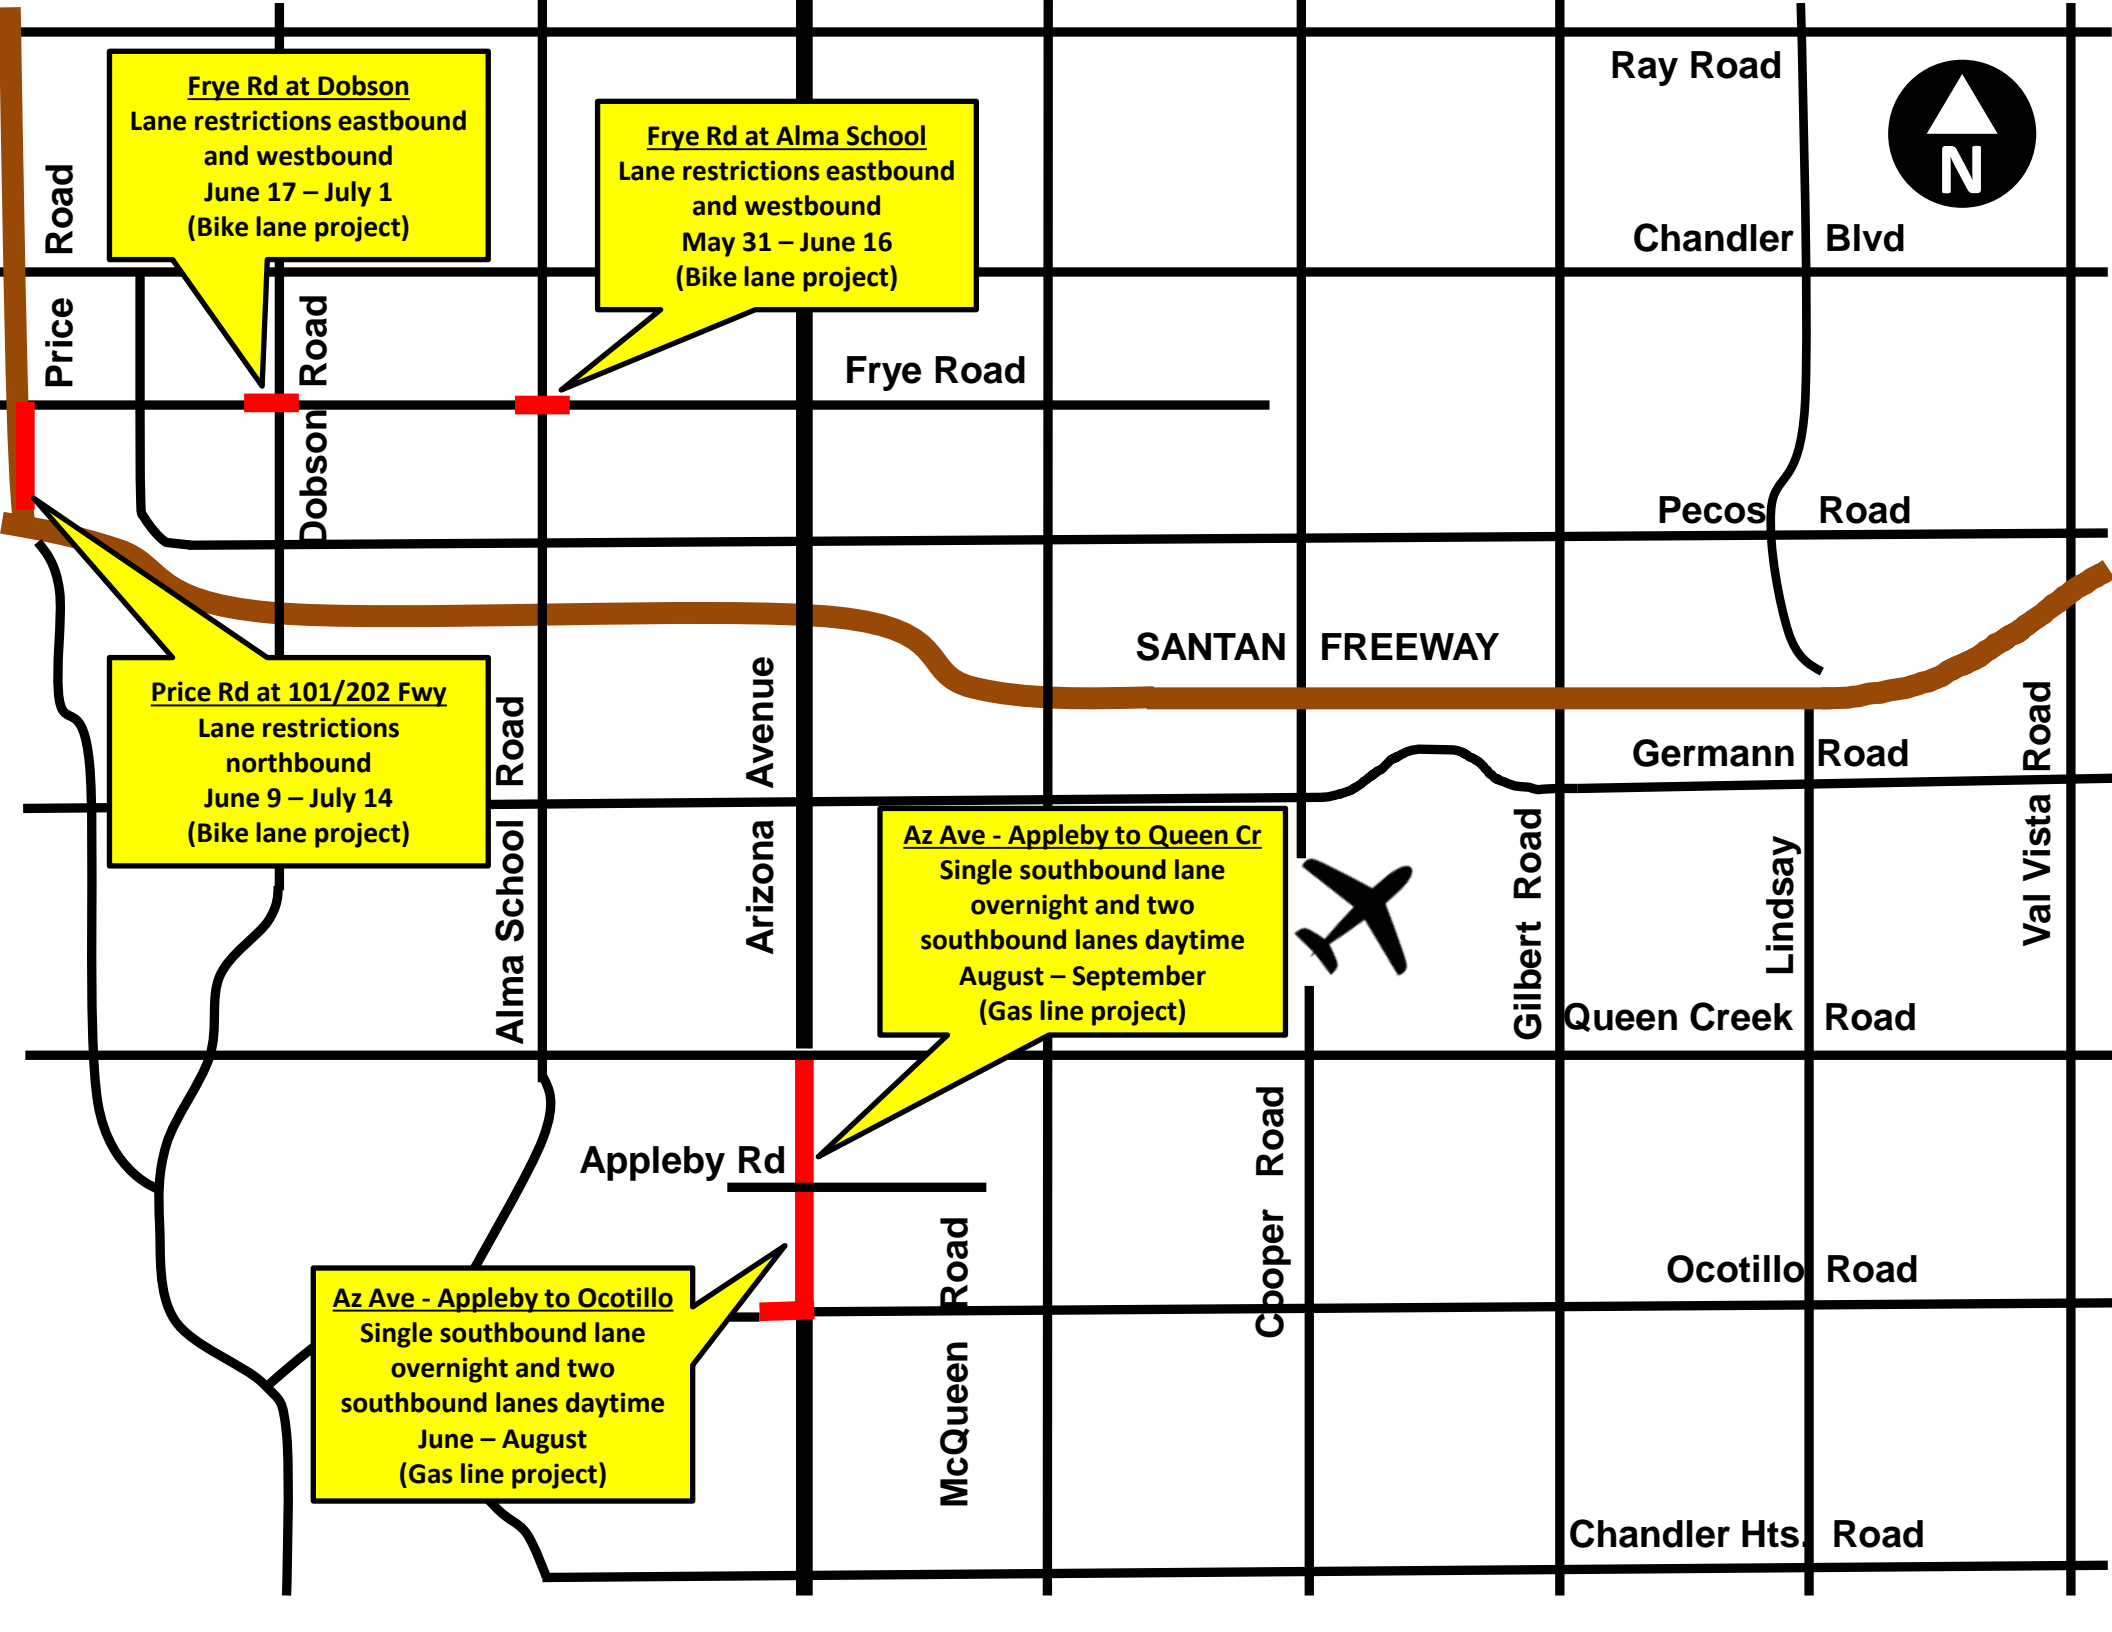 Ray Road
N
Frye Rd at Dobson
Lane restrictions eastbound
and westbound
June 17 – July 1
(Bike lane project)
Frye Rd at Alma School
Lane restrictions eastbound
and westbound
May 31 – June 16
(Bike lane project)
Price Road
Chandler Blvd
Dobson Road
Frye Road
Pecos Road
SANTAN FREEWAY
Price Rd at 101/202 Fwy
Lane restrictions
northbound
June 9 – July 14
(Bike lane project)
Alma School Road
Arizona Avenue
Germann Road
Az Ave - Appleby to Queen Cr
Single southbound lane
overnight and two
southbound lanes daytime
August – September
(Gas line project)
Gilbert Road
Lindsay
Val Vista Road
Queen Creek Road
Appleby Rd
Cooper Road
McQueen Road
Ocotillo Road
Az Ave - Appleby to Ocotillo
Single southbound lane
overnight and two
southbound lanes daytime
June – August
(Gas line project)
Chandler Hts. Road